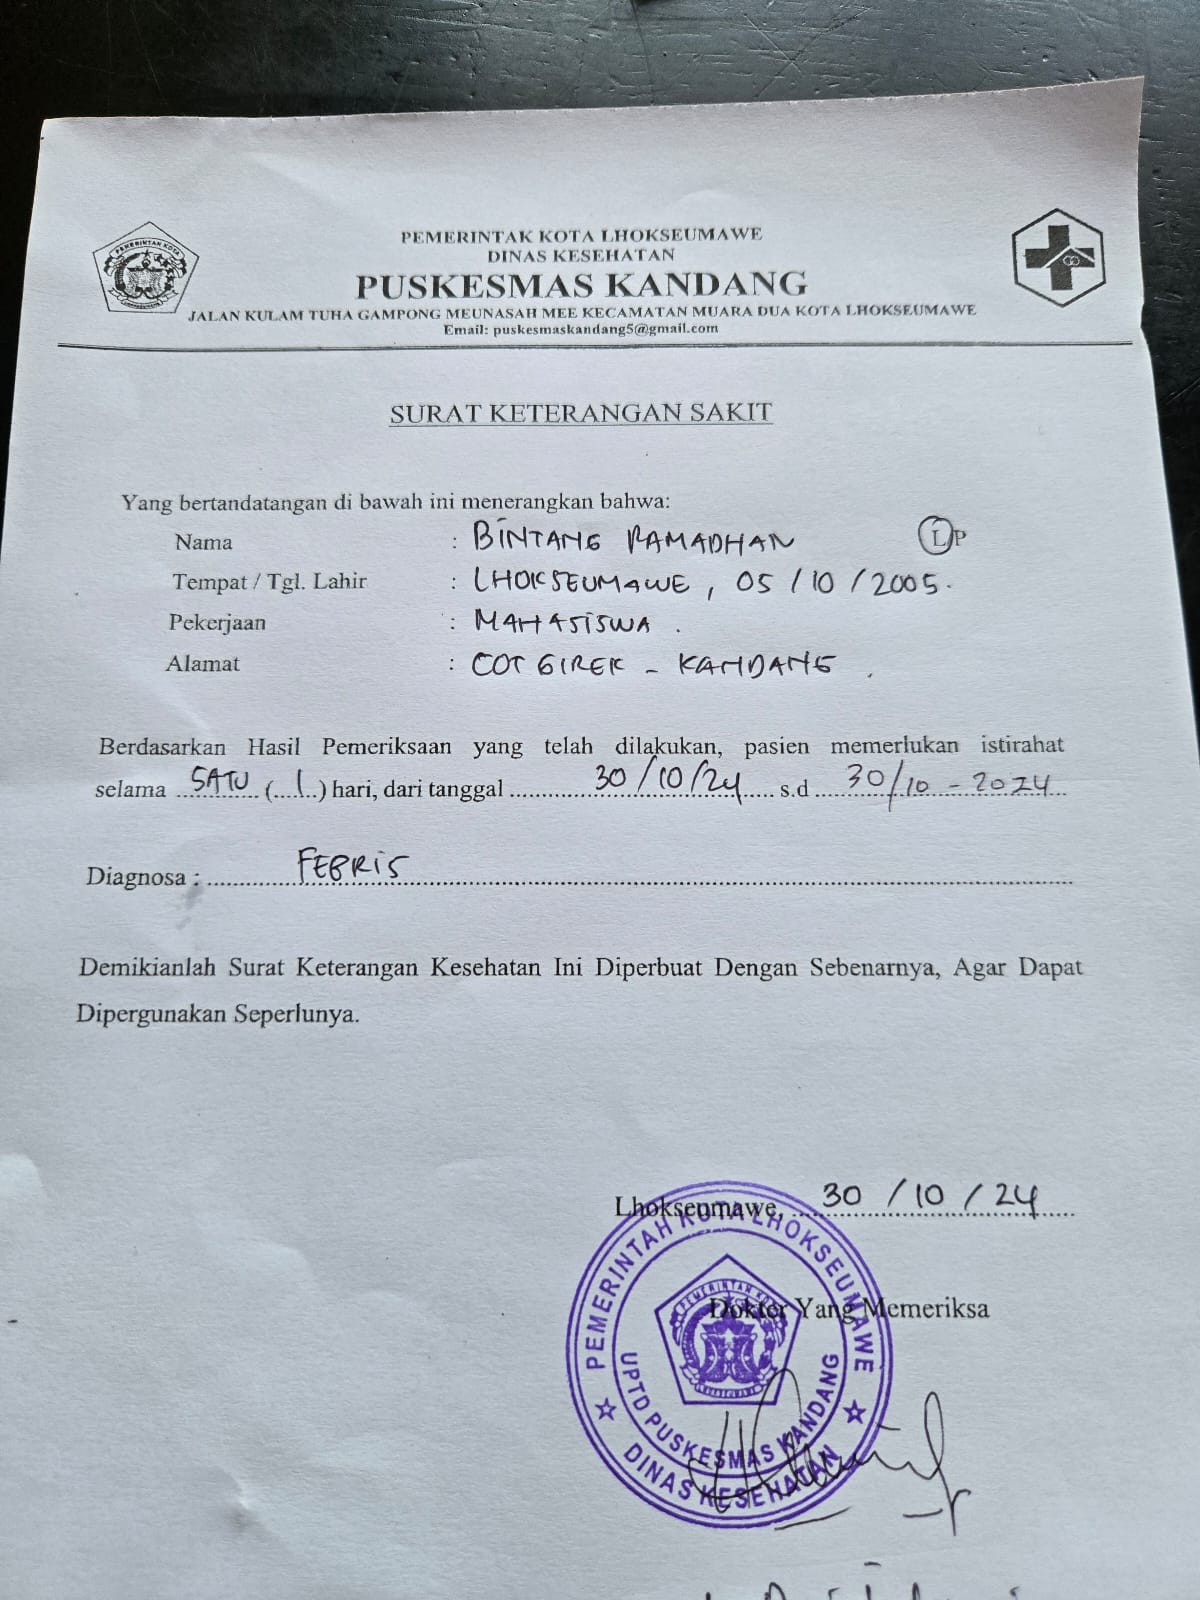 PEMERINTAK KOTA LHOKSEUMAWE
DINAS KESEHATAN
PUSKESMAS KANDANG
JALAN KULAM TUHA GAMPONG MEUNASAH MEE KECAMATAN MUARA DUA KOTA LHOKSEUMAWE
Email: puskesmaskandang5@gmail.com
PEMERINTAH KOTA
SURAT KETERANGAN SAKIT
Yang bertandatangan di bawah ini menerangkan bahwa:
Nama : BINTANG RAMADHAN L/P
Tempat / Tgl. Lahir : LHOKSEUMAWE, 05/10/2005.
Pekerjaan : MAHASISWA.
Alamat : COT GIREK - KANDANG.
Berdasarkan Hasil Pemeriksaan yang telah dilakukan, pasien memerlukan istirahat
selama SATU (...1...) hari, dari tanggal 30/10/24 s.d 30/10-2024
Diagnosa : FEBRIS
Demikianlah Surat Keterangan Kesehatan Ini Diperbuat Dengan Sebenarnya, Agar Dapat
Dipergunakan Seperlunya.
Lhokseumawe, 30/10/24
Dokter Yang Memeriksa
PEMERINTAH KOTA LHOKSEUMAWE
PEMERINTAH KOTA
UPTD PUSKESMAS KANDANG
DINAS KESEHATAN